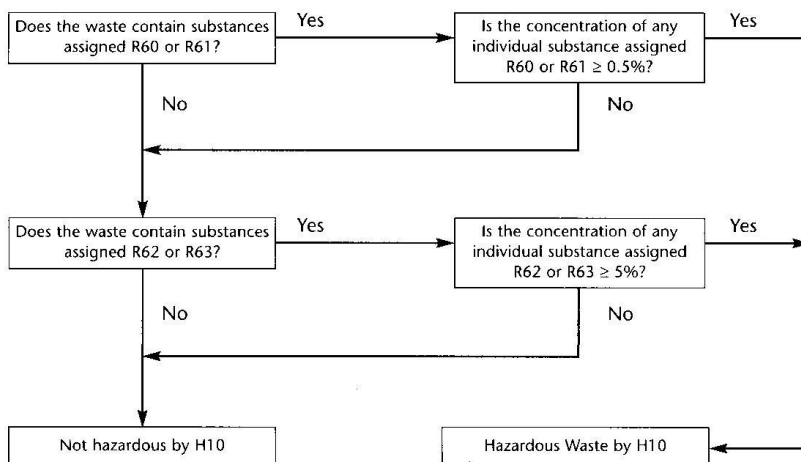 Does the waste contain substances
assigned R60 or R61?
Yes
Is the concentration of any
individual substance assigned
R60 or R61 ≥ 0.5%?
Yes
No
No
Does the waste contain substances
assigned R62 or R63?
Yes
Is the concentration of any
individual substance assigned
R62 or R63 ≥ 5%?
Yes
No
No
Not hazardous by H10
Hazardous Waste by H10